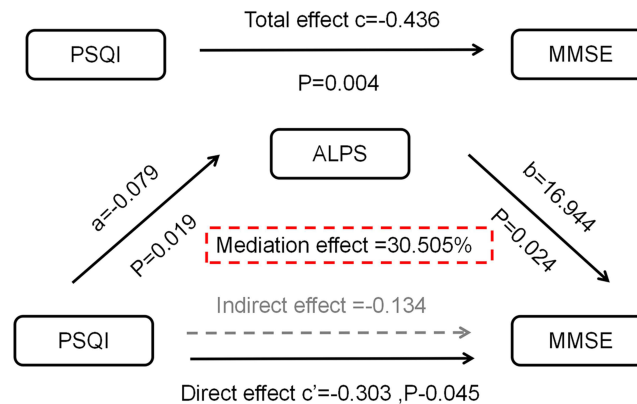 Total effect c=-0.436
PSQI
MMSE
P=0.004
ALPS
a=-0.079
P=0.019
b=16.944
P=0.024
Mediation effect =30.505%
Indirect effect =-0.134
PSQI
MMSE
Direct effect c’=-0.303 ,P-0.045